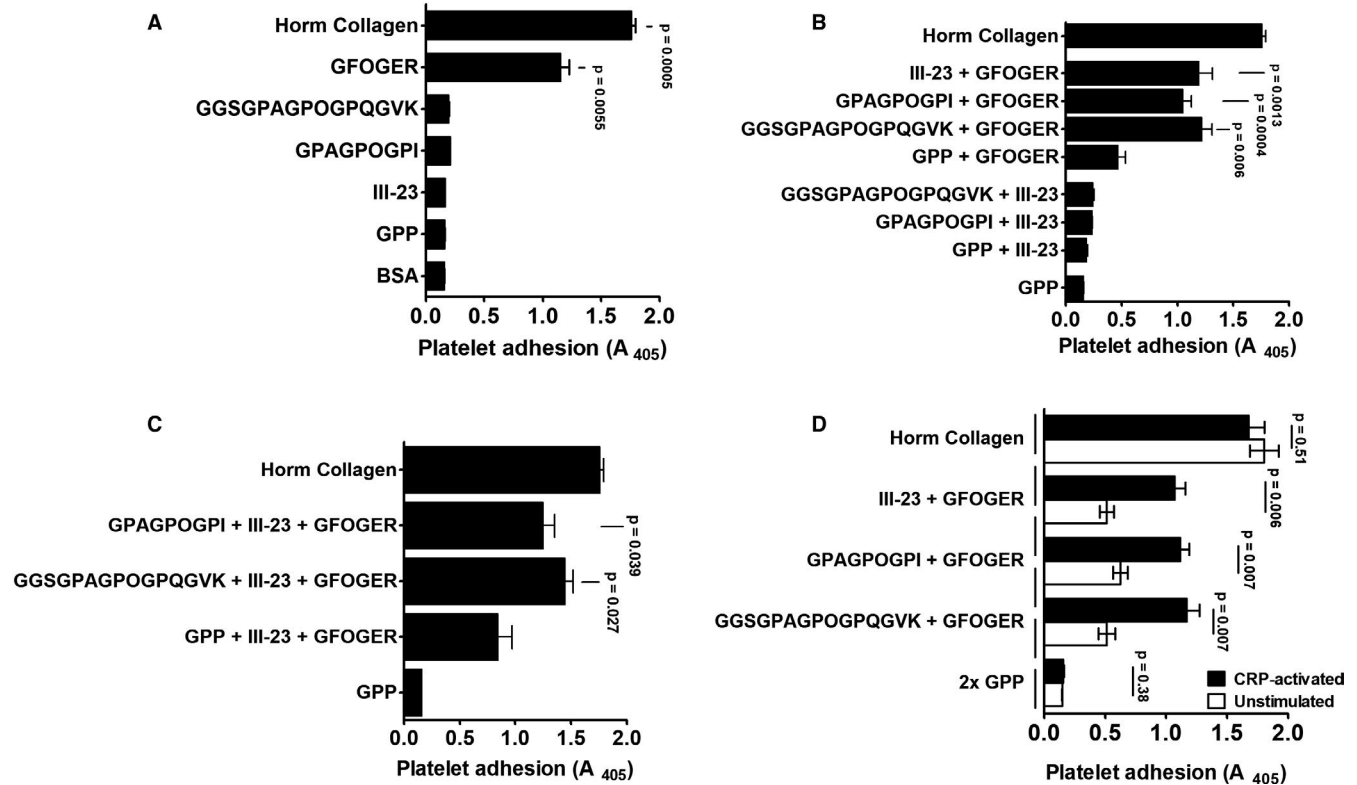 A
Horm Collagen
GFOGER
GGSGPAGPOGPQGVK
GPAGPOGPI
III-23
GPP
BSA
p = 0.0005
p = 0.0055
0.0 0.5 1.0 1.5 2.0
Platelet adhesion (A 405)
B
Horm Collagen
III-23 + GFOGER
GPAGPOGPI + GFOGER
GGSGPAGPOGPQGVK + GFOGER
GPP + GFOGER
GGSGPAGPOGPQGVK + III-23
GPAGPOGPI + III-23
GPP + III-23
GPP
p = 0.0013
p = 0.0004
p = 0.006
0.0 0.5 1.0 1.5 2.0
Platelet adhesion (A 405)
C
Horm Collagen
GPAGPOGPI + III-23 + GFOGER
GGSGPAGPOGPQGVK + III-23 + GFOGER
GPP + III-23 + GFOGER
GPP
p = 0.039
p = 0.027
0.0 0.5 1.0 1.5 2.0
Platelet adhesion (A 405)
D
Horm Collagen
III-23 + GFOGER
GPAGPOGPI + GFOGER
GGSGPAGPOGPQGVK + GFOGER
2x GPP
p = 0.51
p = 0.006
p = 0.007
p = 0.007
p = 0.38
CRP-activated
Unstimulated
0.0 0.5 1.0 1.5 2.0
Platelet adhesion (A 405)